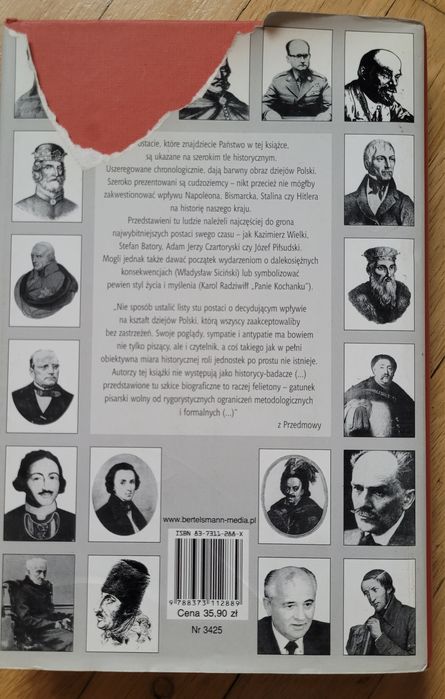 ostacie, które znajdziecie Państwo w tej książce,
są ukazane na szerokim tle historycznym.
Uszeregowane chronologicznie, dają barwny obraz dziejów Polski.
Szeroko prezentowani są cudzoziemcy – nikt przecież nie mógłby
zakwestionować wpływu Napoleona, Bismarcka, Stalina czy Hitlera
na historię naszego kraju.
Przedstawieni tu ludzie należeli najczęściej do grona
najwybitniejszych postaci swego czasu – jak Kazimierz Wielki,
Stefan Batory, Adam Jerzy Czartoryski czy Józef Piłsudski.
Mogli jednak także dawać początek wydarzeniom o dalekosiężnych
konsekwencjach (Władysław Siciński) lub symbolizować
pewien styl życia i myślenia (Karol Radziwiłł „Panie Kochanku”).
„Nie sposób ustalić listy stu postaci o decydującym wpływie
na kształt dziejów Polski, którą wszyscy zaakceptowaliby
bez zastrzeżeń. Swoje poglądy, sympatie i antypatie ma bowiem
nie tylko piszący, ale i czytelnik, a coś takiego jak w pełni
obiektywna miara historycznej roli jednostek po prostu nie istnieje.
Autorzy tej książki nie występują jako historycy-badacze (...)
przedstawione tu szkice biograficzne to raczej felietony – gatunek
pisarski wolny od rygorystycznych ograniczeń metodologicznych
i formalnych (...)”
z Przedmowy
www.bertelsmann-media.pl
ISBN 83-7311-288-X
9 788373 112889
Cena 35,90 zł
Nr 3425